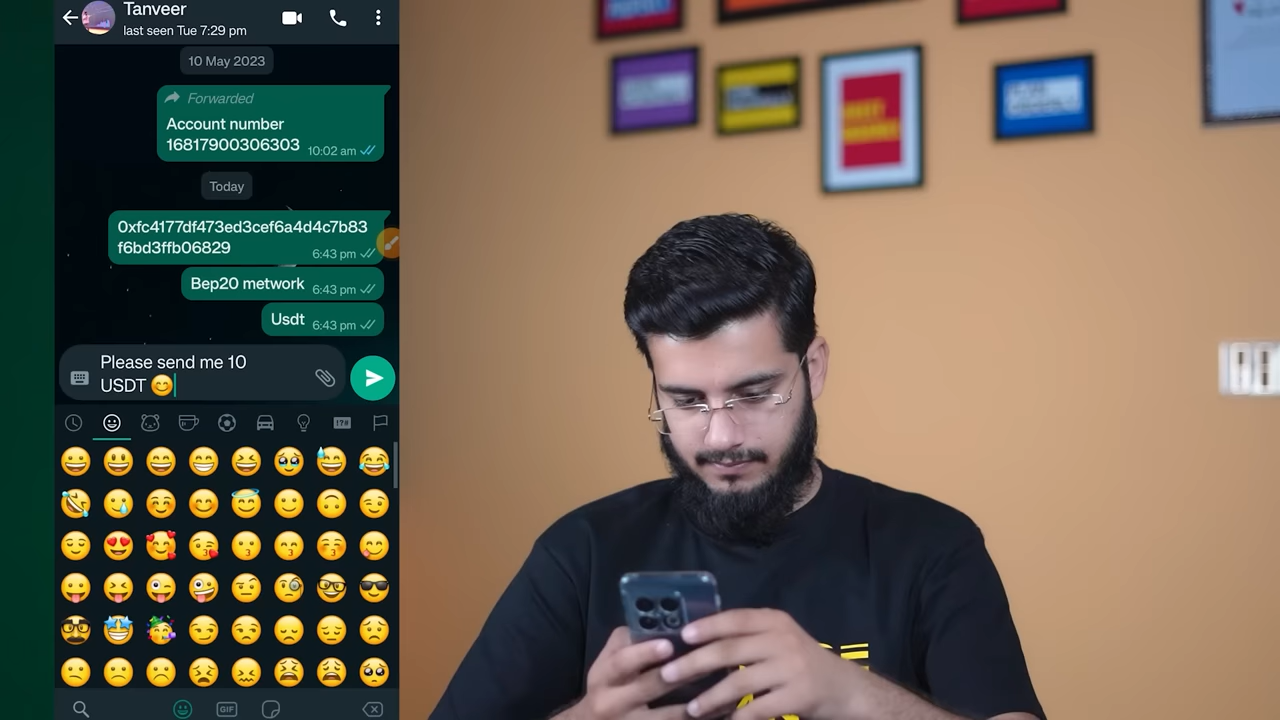 Tanveer
last seen Tue 7:29 pm
10 May 2023
Forwarded
Account number
16817900306303 10:02 am
Today
0xfc4177df473ed3cef6a4d4c7b83
f6bd3ffb06829 6:43 pm
Bep20 metwork 6:43 pm
Usdt 6:43 pm
Please send me 10
USDT 😊
GIF